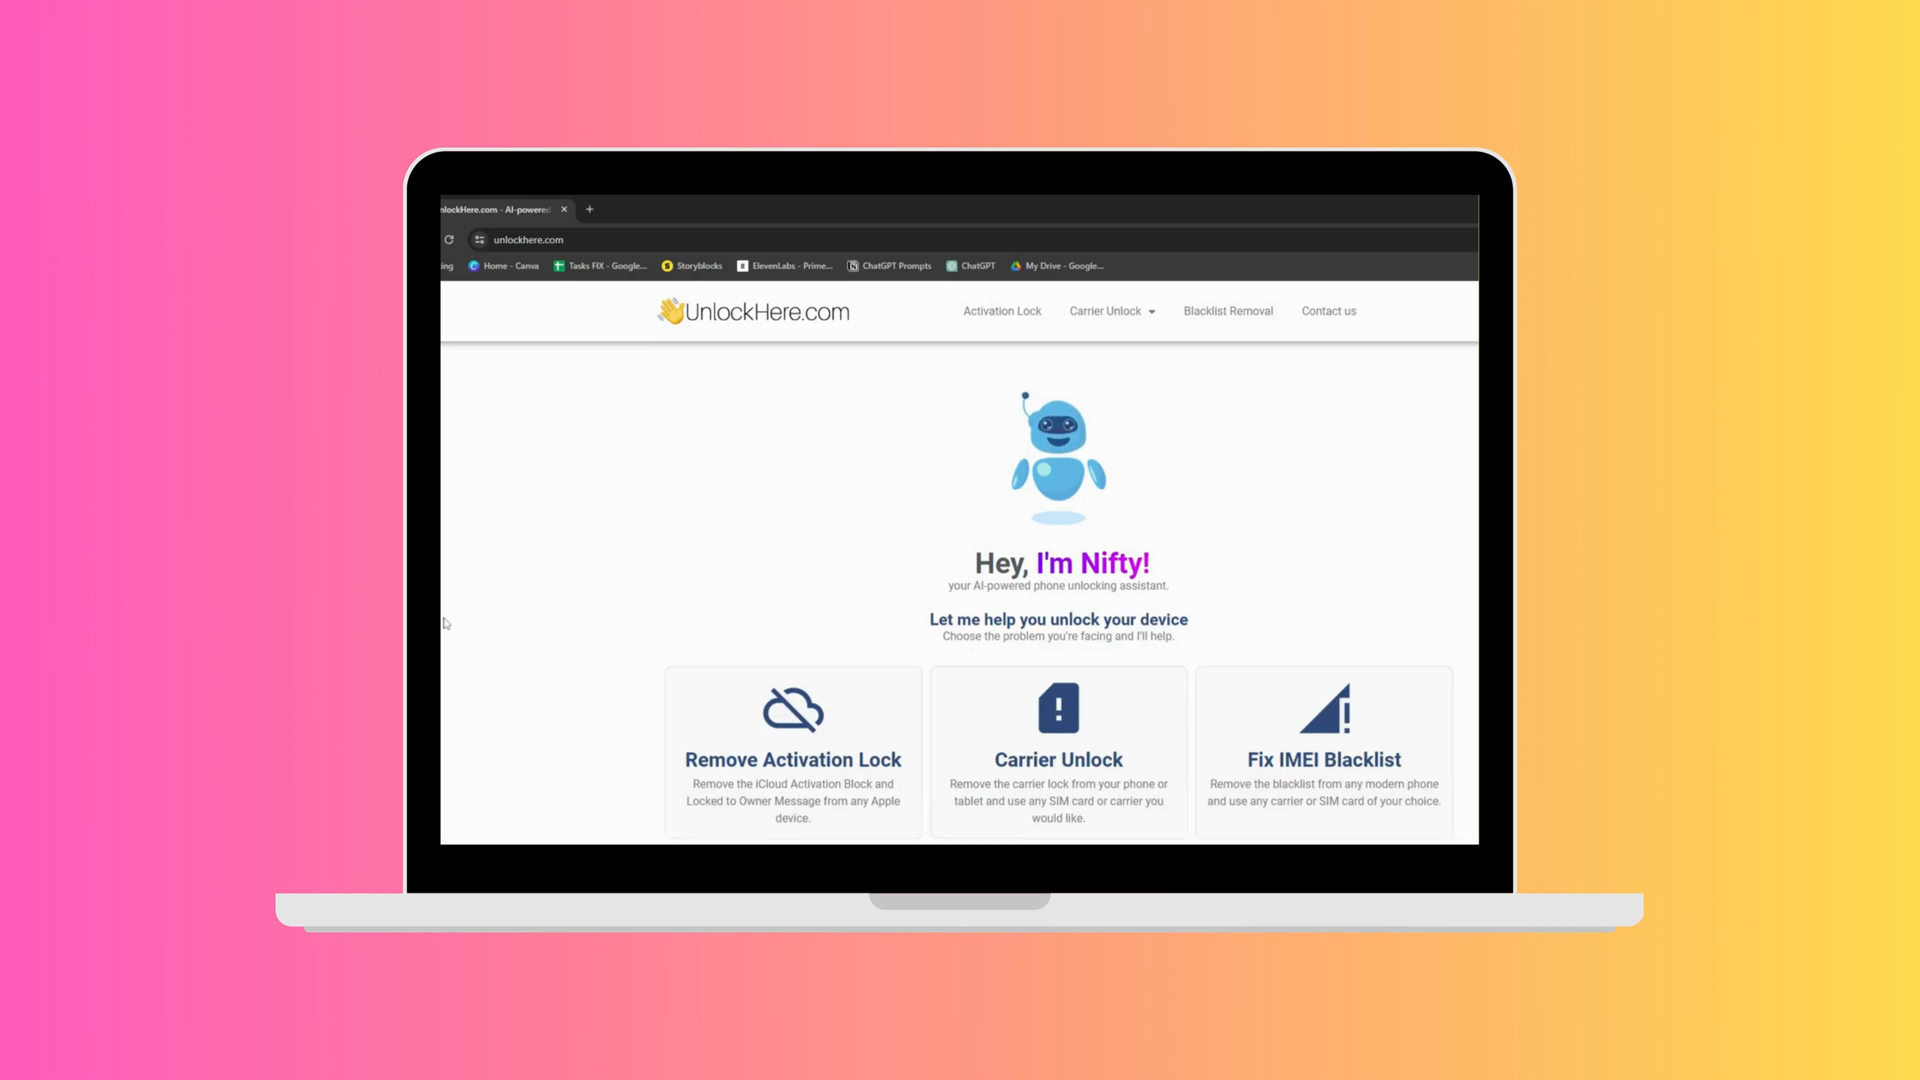 nlockHere.com - AI-powered
unlockhere.com
ing Home - Canva Tasks FIX - Google... Storyblocks ElevenLabs - Prime... ChatGPT Prompts ChatGPT My Drive - Google...
UnlockHere.com Activation Lock Carrier Unlock Blacklist Removal Contact us
Hey, I'm Nifty!
your AI-powered phone unlocking assistant.
Let me help you unlock your device
Choose the problem you're facing and I'll help.
Remove Activation Lock
Remove the iCloud Activation Block and
Locked to Owner Message from any Apple
device.
Carrier Unlock
Remove the carrier lock from your phone or
tablet and use any SIM card or carrier you
would like.
Fix IMEI Blacklist
Remove the blacklist from any modern phone
and use any carrier or SIM card of your choice.